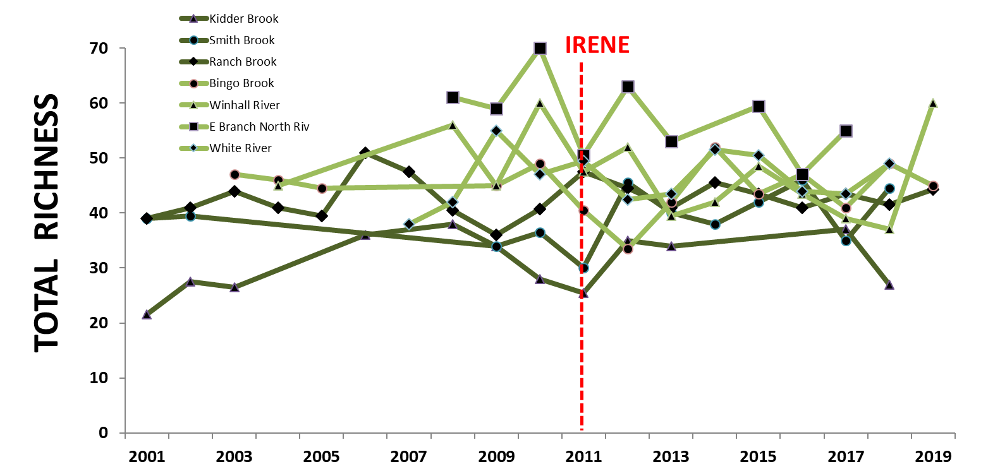 Kidder Brook
Smith Brook
Ranch Brook
Bingo Brook
Winhall River
E Branch North Riv
White River
IRENE
TOTAL RICHNESS
70
60
50
40
30
20
10
0
2001 2003 2005 2007 2009 2011 2013 2015 2017 2019